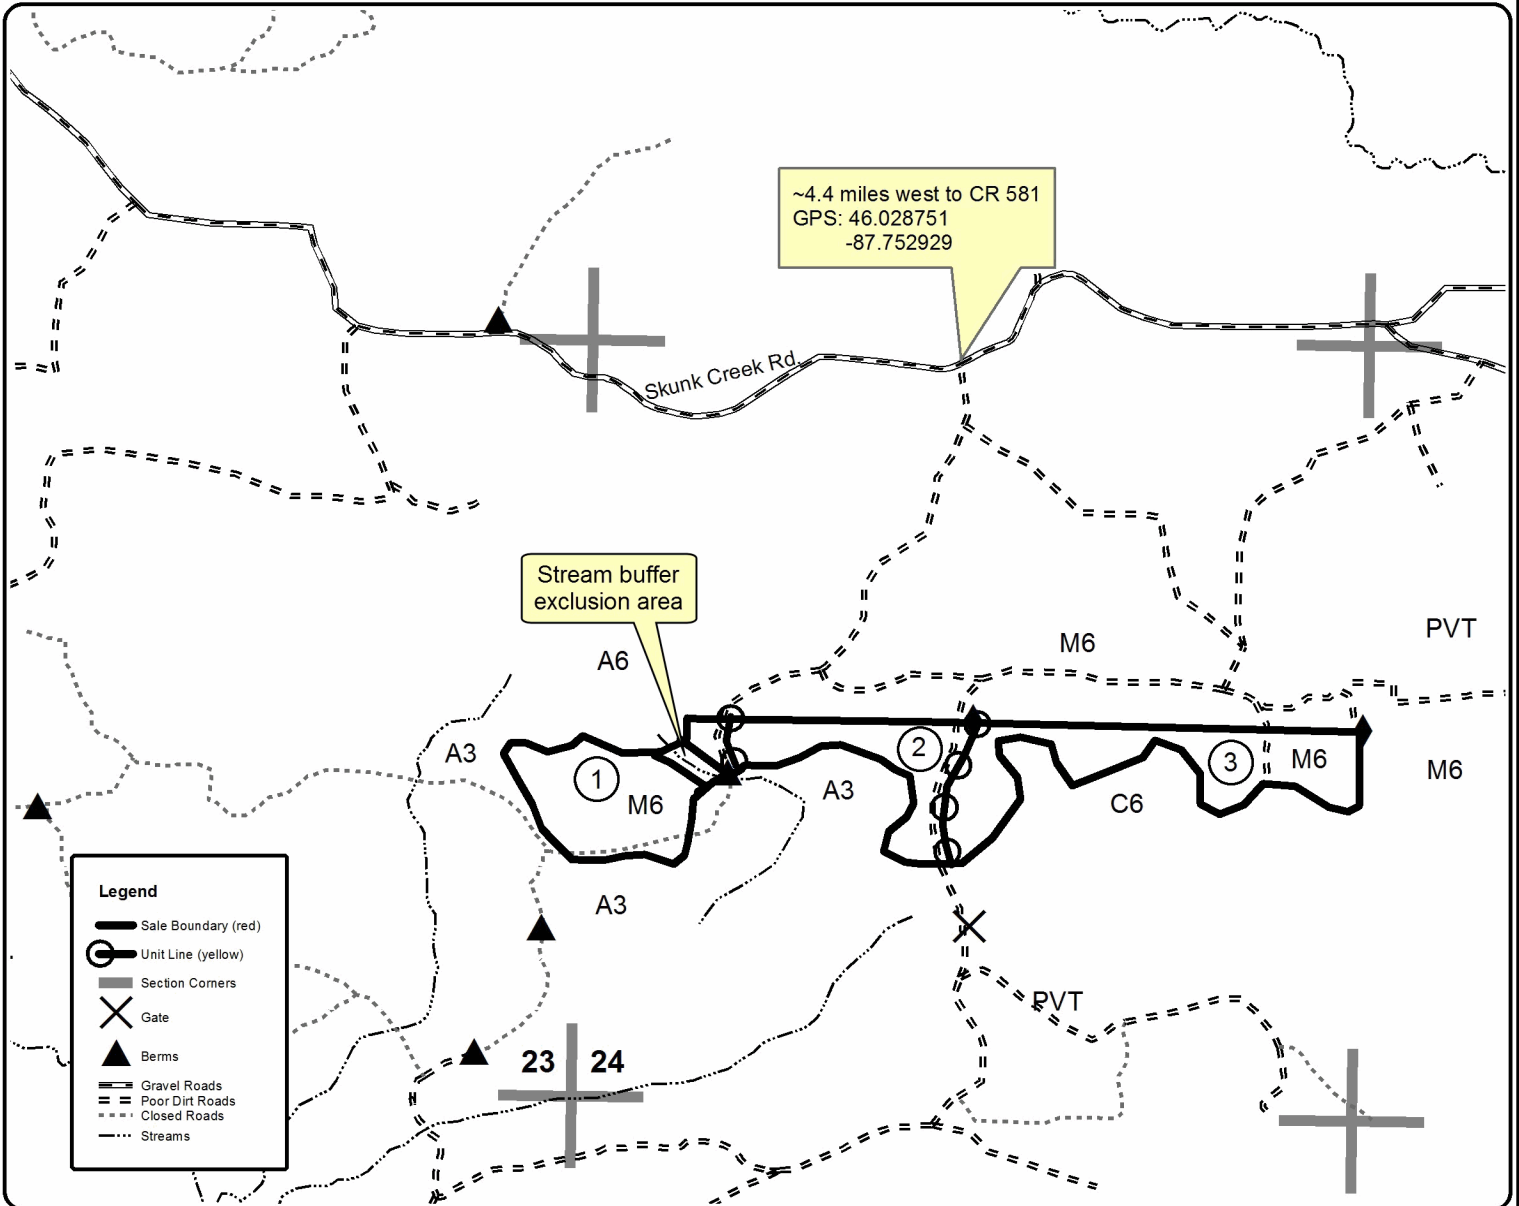 ~4.4 miles west to CR 581
GPS: 46.028751
-87.752929
Skunk Creek Rd.
Stream buffer
exclusion area
A6
M6
PVT
A3
1
M6
2
A3
3
M6
M6
C6
A3
PVT
23
24
Legend
Sale Boundary (red)
Unit Line (yellow)
Section Corners
Gate
Berms
Gravel Roads
Poor Dirt Roads
Closed Roads
Streams